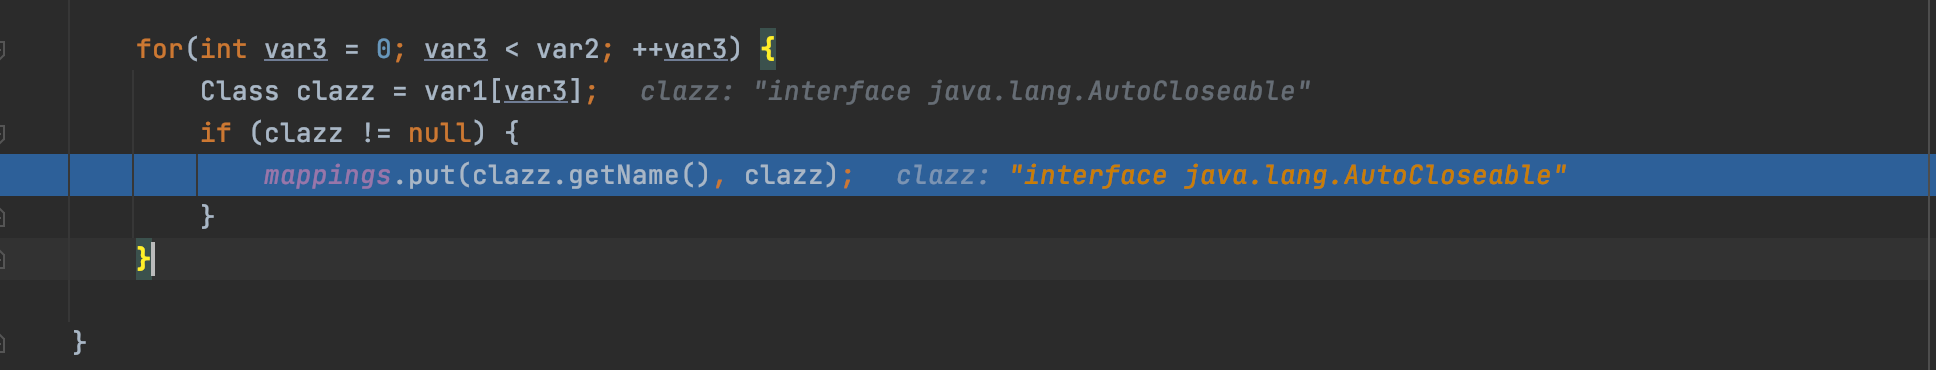 for(int var3 = 0; var3 < var2; ++var3) {
Class clazz = var1[var3]; clazz: "interface java.lang.AutoCloseable"
if (clazz != null) {
mappings.put(clazz.getName(), clazz); clazz: "interface java.lang.AutoCloseable"
}
}
}